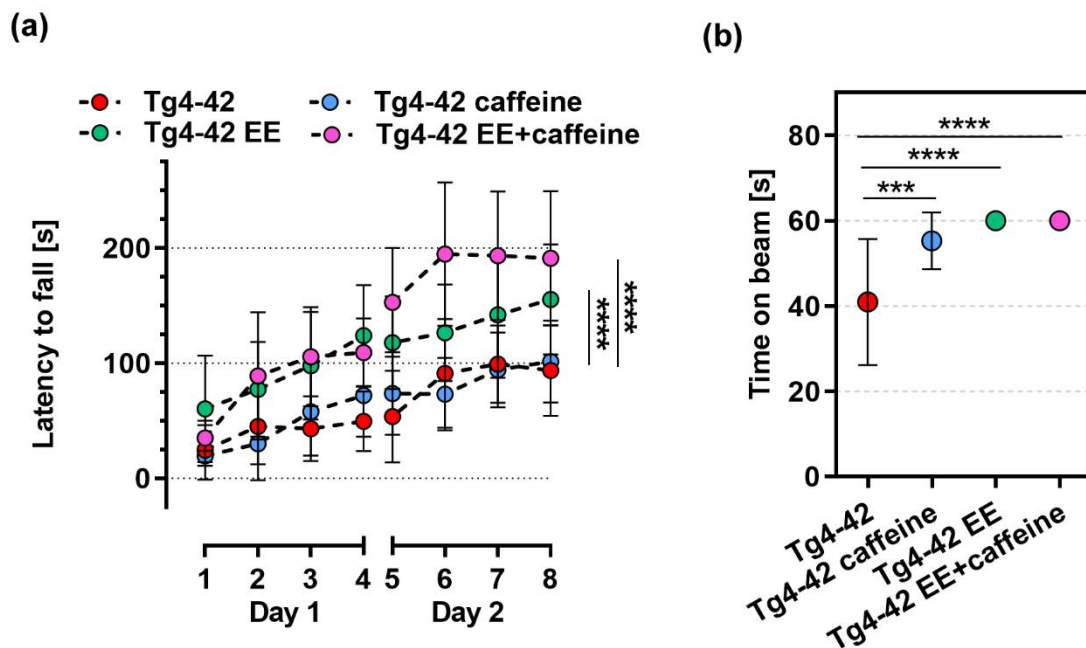 (a)
Tg4-42
Tg4-42 caffeine
Tg4-42 EE
Tg4-42 EE+caffeine
Latency to fall [s]
200
100
0
****
****
1 2 3 4 5 6 7 8
Day 1 Day 2
(b)
Time on beam [s]
80
60
40
20
0
****
****
***
Tg4-42
Tg4-42 caffeine
Tg4-42 EE
Tg4-42 EE+caffeine